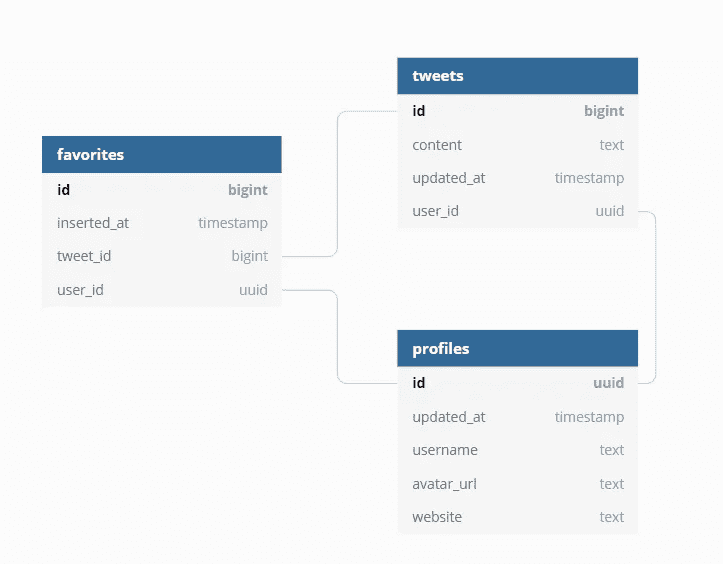 favorites
id bigint
inserted_at timestamp
tweet_id bigint
user_id uuid
tweets
id bigint
content text
updated_at timestamp
user_id uuid
profiles
id uuid
updated_at timestamp
username text
avatar_url text
website text